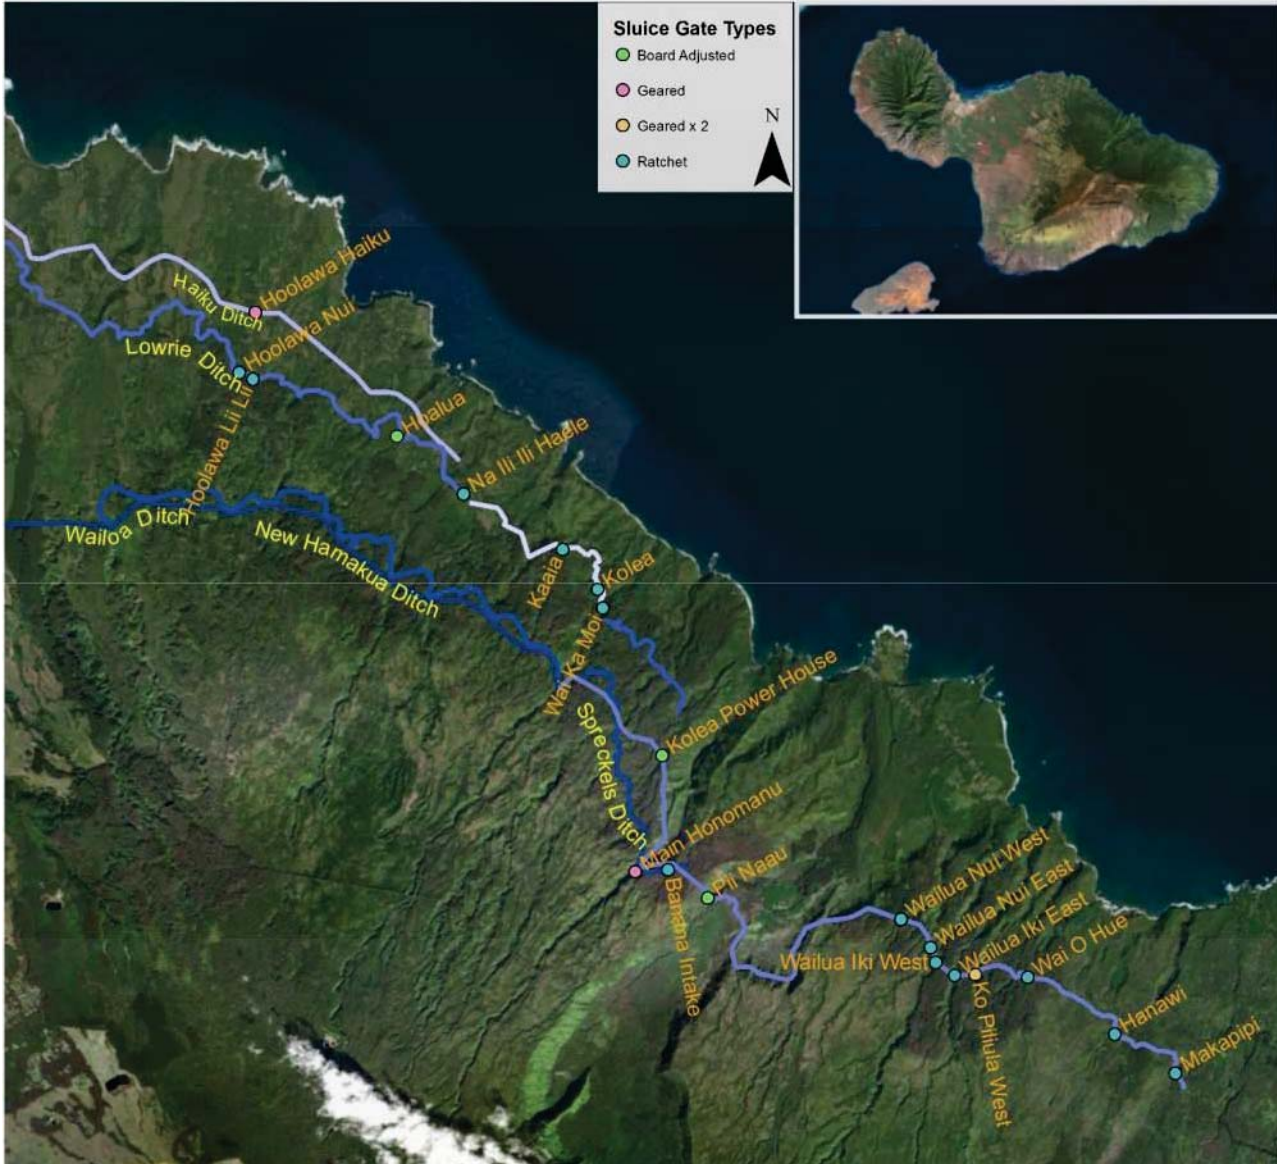 Sluice Gate Types
Board Adjusted
Geared
Geared x 2
Ratchet
N
Hoolawa Haiku
Haiku Ditch
Hoolawa Nui
Lowrie Ditch
Hoolawa Lii Lii
Hoalua
Na Ili Ili Haele
Wailoa Ditch
New Hamakua Ditch
Kaaia
Kolea
Wai Ka Moi
Kolea Power House
Spreckels Ditch
Main Honomanu
Banana Intake
Pii Naau
Wailua Nui West
Wailua Nui East
Wailua Iki West
Wailua Iki East
Ko Piliula West
Wai O Hue
Hanawi
Makapipi